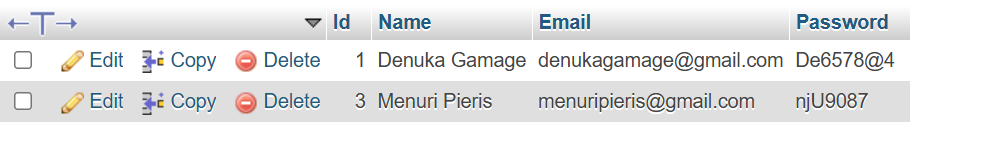 Id Name Email Password
Edit Copy Delete 1 Denuka Gamage denukagamage@gmail.com De6578@4
Edit Copy Delete 3 Menuri Pieris menuripieris@gmail.com njU9087